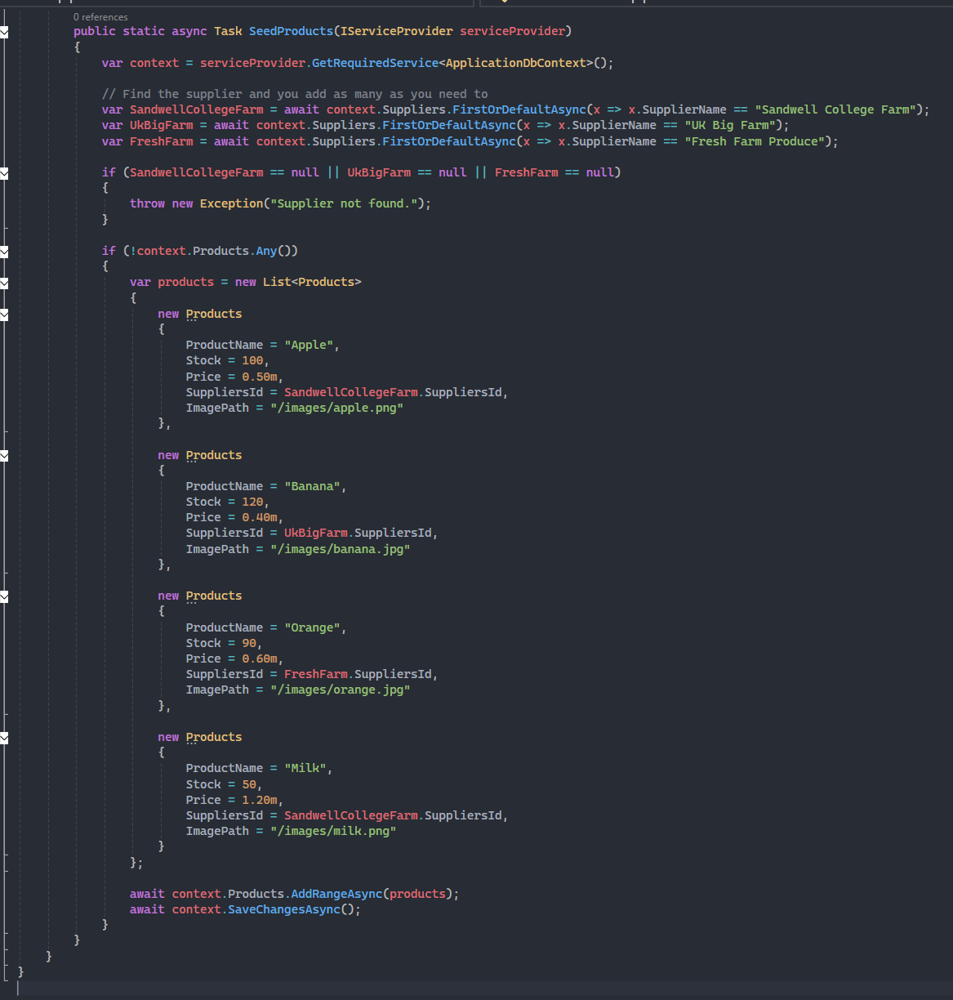 0 references
public static async Task SeedProducts(IServiceProvider serviceProvider)
{
var context = serviceProvider.GetRequiredService<ApplicationDbContext>();
// Find the supplier and you add as many as you need to
var SandwellCollegeFarm = await context.Suppliers.FirstOrDefaultAsync(x => x.SupplierName == "Sandwell College Farm");
var UkBigFarm = await context.Suppliers.FirstOrDefaultAsync(x => x.SupplierName == "UK Big Farm");
var FreshFarm = await context.Suppliers.FirstOrDefaultAsync(x => x.SupplierName == "Fresh Farm Produce");
if (SandwellCollegeFarm == null || UkBigFarm == null || FreshFarm == null)
{
throw new Exception("Supplier not found.");
}
if (!context.Products.Any())
{
var products = new List<Products>
{
new Products
{
ProductName = "Apple",
Stock = 100,
Price = 0.50m,
SuppliersId = SandwellCollegeFarm.SuppliersId,
ImagePath = "/images/apple.png"
},
new Products
{
ProductName = "Banana",
Stock = 120,
Price = 0.40m,
SuppliersId = UkBigFarm.SuppliersId,
ImagePath = "/images/banana.jpg"
},
new Products
{
ProductName = "Orange",
Stock = 90,
Price = 0.60m,
SuppliersId = FreshFarm.SuppliersId,
ImagePath = "/images/orange.jpg"
},
new Products
{
ProductName = "Milk",
Stock = 50,
Price = 1.20m,
SuppliersId = SandwellCollegeFarm.SuppliersId,
ImagePath = "/images/milk.png"
}
};
await context.Products.AddRangeAsync(products);
await context.SaveChangesAsync();
}
}
}
}